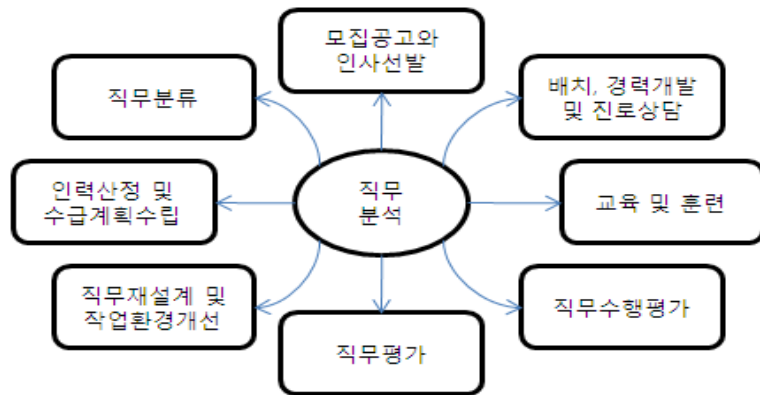 모집공고와
인사선발
직무분류
배치, 경력개발
및 진로상담
인력산정 및
수급계획수립
직무
분석
교육 및 훈련
직무재설계 및
작업환경개선
직무평가
직무수행평가